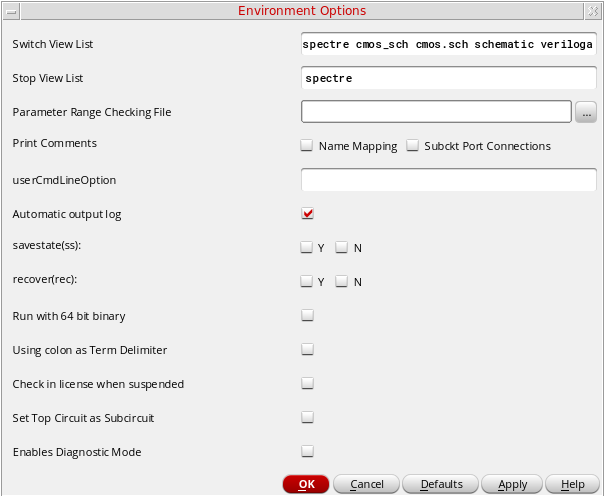 Environment Options
Switch View List spectre cmos_sch cmos.sch schematic veriloga
Stop View List spectre
Parameter Range Checking File ...
Print Comments Name Mapping Subckt Port Connections
userCmdLineOption
Automatic output log
savestate(ss): Y N
recover(rec): Y N
Run with 64 bit binary
Using colon as Term Delimiter
Check in license when suspended
Set Top Circuit as Subcircuit
Enables Diagnostic Mode
OK Cancel Defaults Apply Help